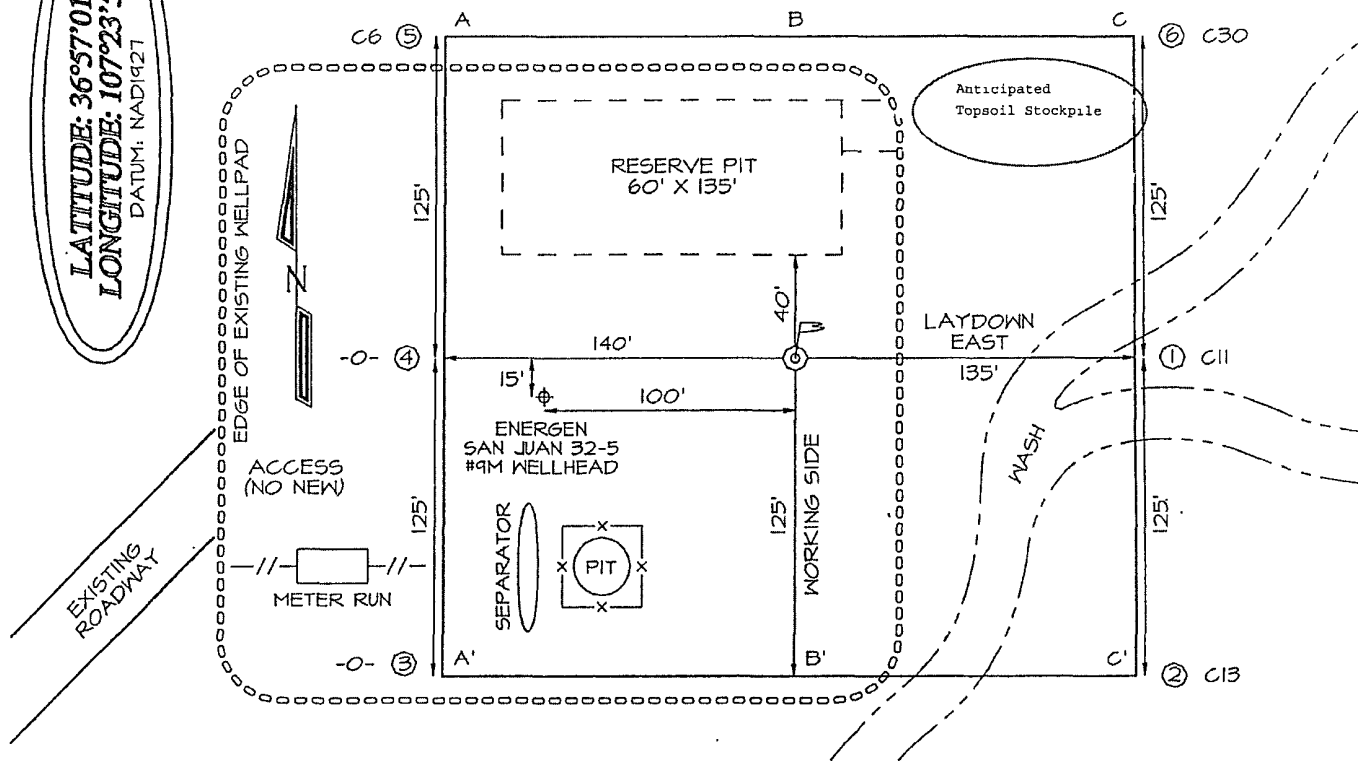 LATITUDE: 36°57'01
LONGITUDE: 107°23'
DATUM: NAD1927
A
B
C
C6 ⑤
⑥ C30
Anticipated
Topsoil Stockpile
EDGE OF EXISTING WELLPAD
125'
RESERVE PIT
60' X 135'
125'
N
40'
LAYDOWN
EAST
-0- ④
140'
135'
① C11
15'
100'
ENERGEN
SAN JUAN 32-5
#9M WELLHEAD
WASH
ACCESS
(NO NEW)
125'
125'
WORKING SIDE
125'
EXISTING
ROADWAY
METER RUN
SEPARATOR
PIT
-0- ③
A'
B'
C'
② C13